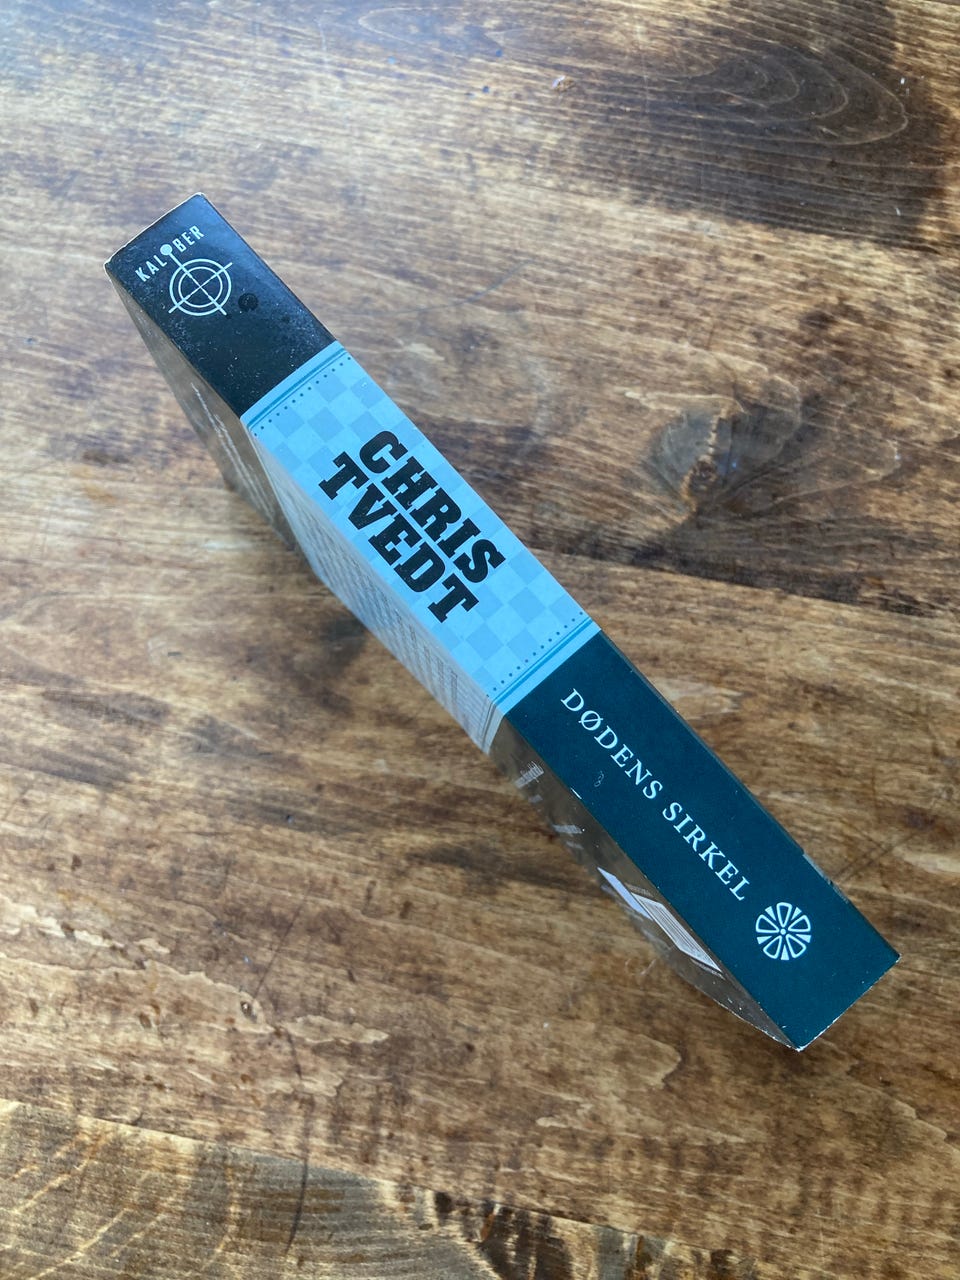 KALIBER
CHRIS
TVEDT
DØDENS SIRKEL